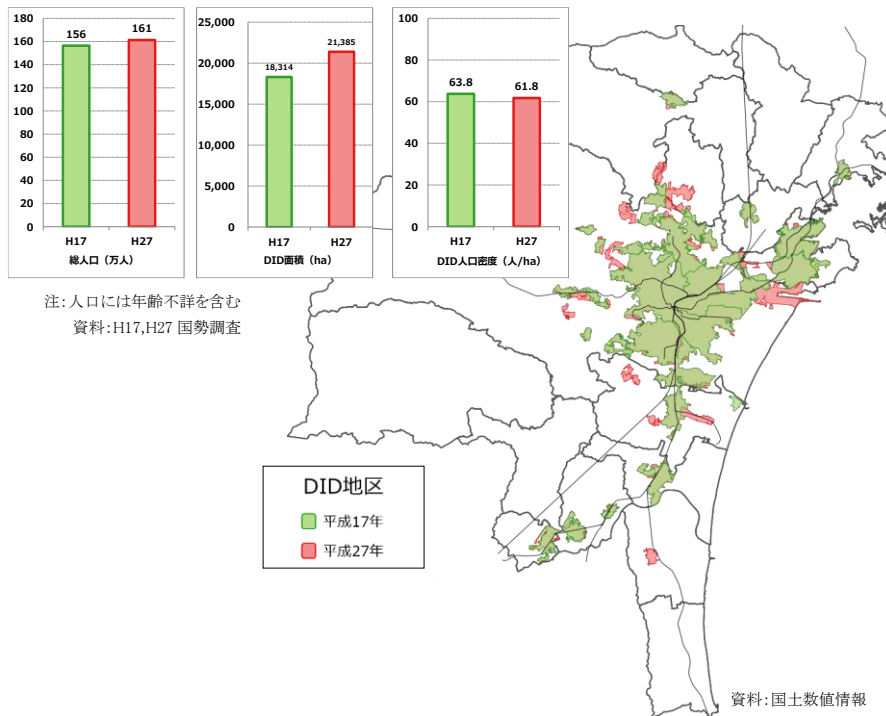 180
160
140
120
100
80
60
40
20
0
156
161
H17
H27
総人口（万人）
25,000
20,000
15,000
10,000
5,000
0
18,314
21,385
H17
H27
DID面積（ha）
100
80
60
40
20
0
63.8
61.8
H17
H27
DID人口密度（人/ha）
注：人口には年齢不詳を含む
資料：H17,H27 国勢調査
DID地区
平成17年
平成27年
資料：国土数値情報